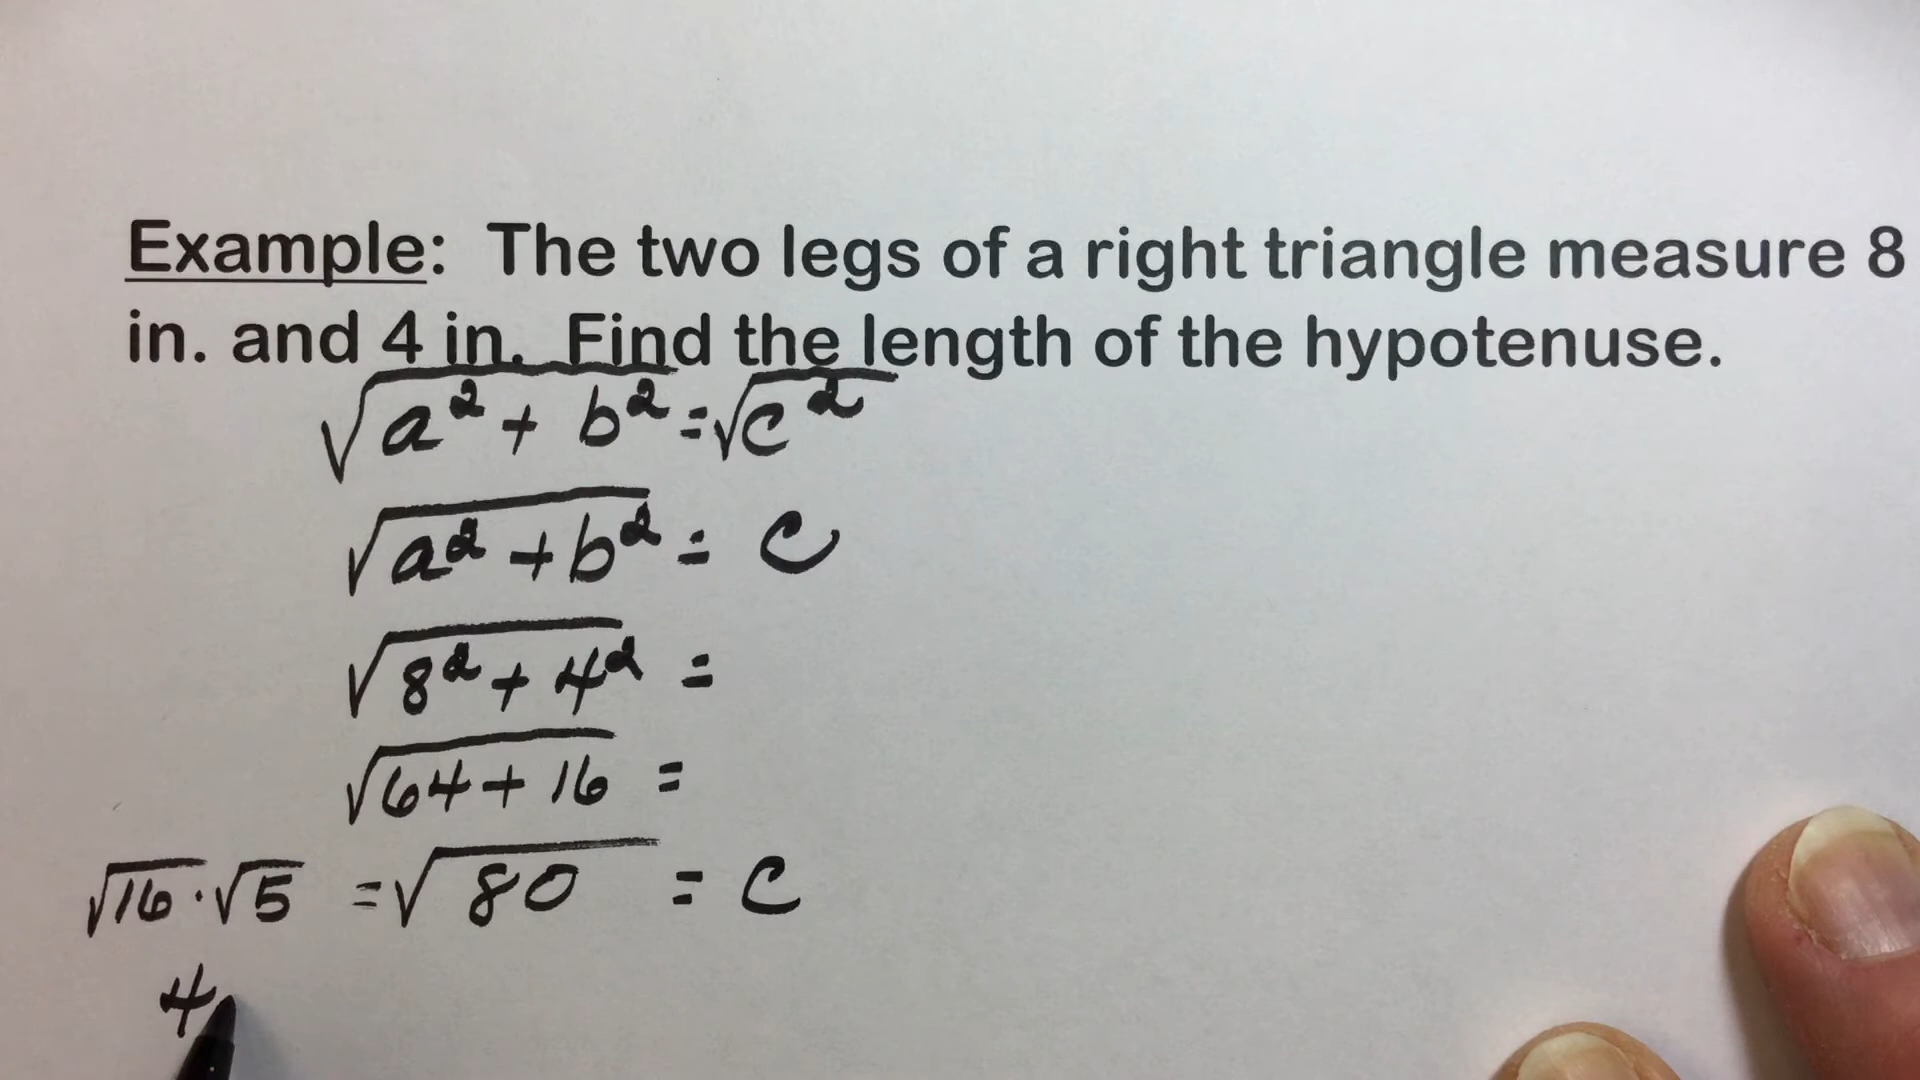 Example: The two legs of a right triangle measure 8
in. and 4 in. Find the length of the hypotenuse.
√a² + b² = √c²
√a² + b² = c
√8² + 4² =
√64 + 16 =
√16 · √5 = √80 = c
4